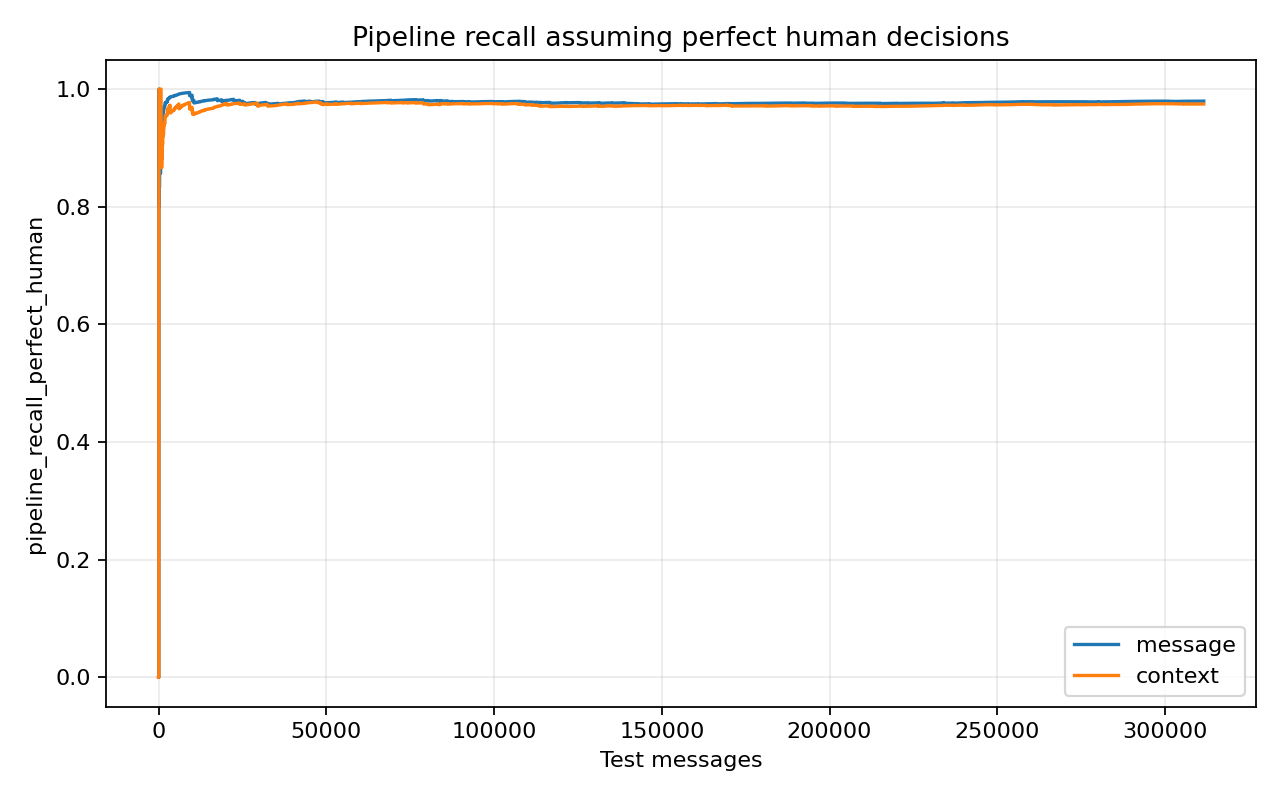 Pipeline recall assuming perfect human decisions
pipeline_recall_perfect_human
1.0
0.8
0.6
0.4
0.2
0.0
message
context
0 50000 100000 150000 200000 250000 300000
Test messages